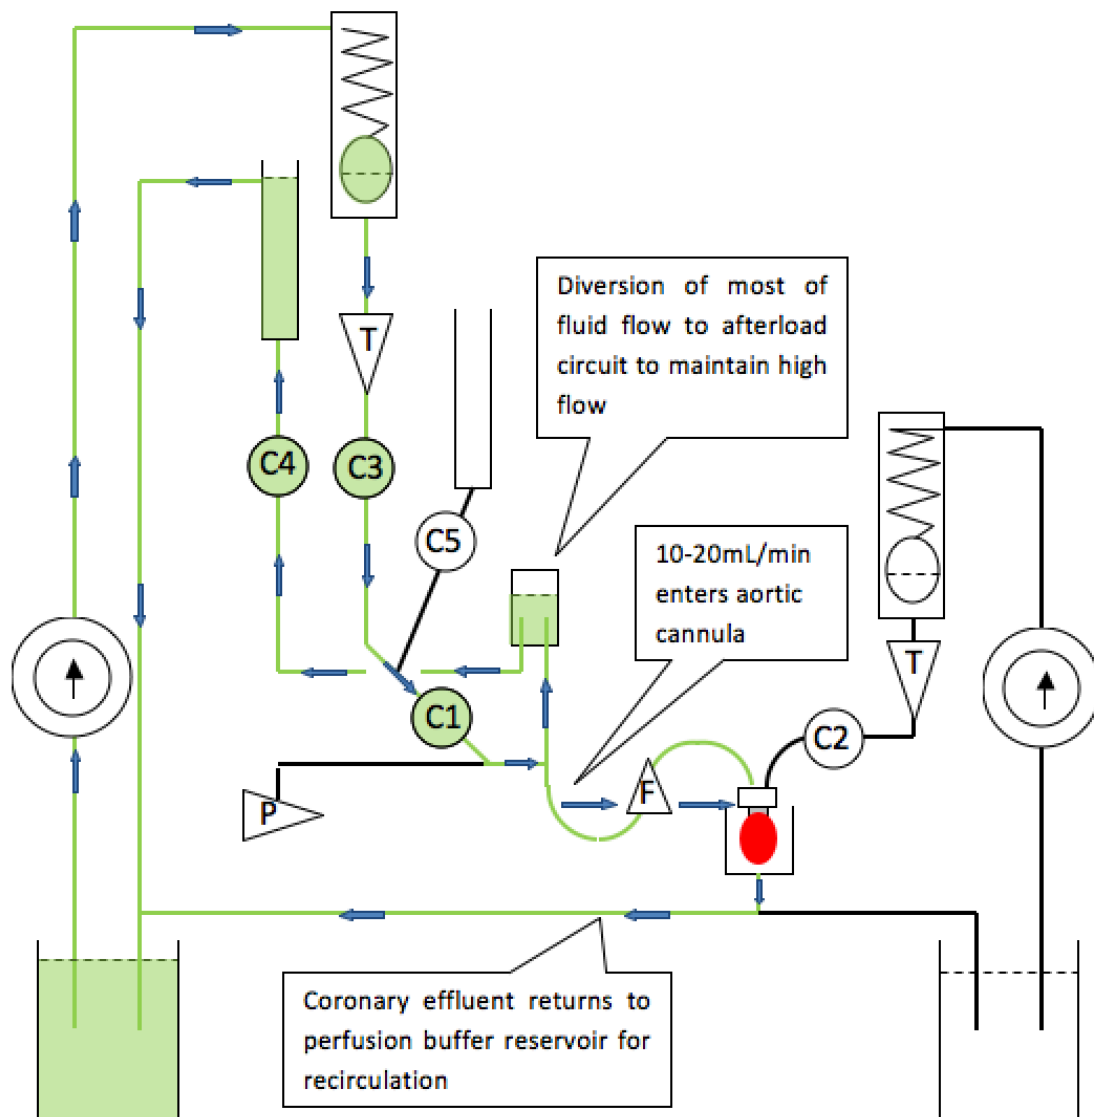 Diversion of most of
fluid flow to afterload
circuit to maintain high
flow
T
C4
C3
C5
10-20mL/min
enters aortic
cannula
T
C1
C2
F
P
Coronary effluent returns to
perfusion buffer reservoir for
recirculation